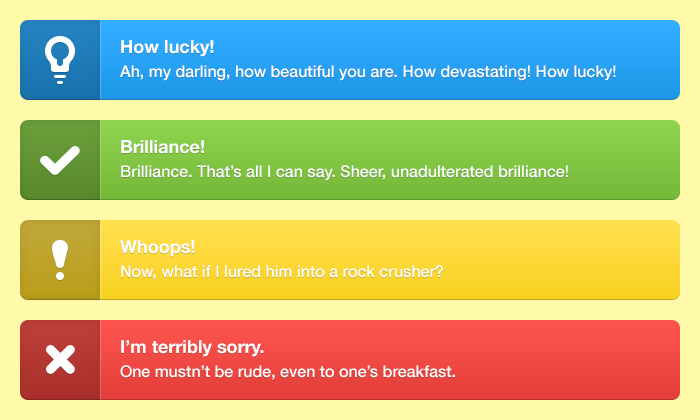 How lucky!
Ah, my darling, how beautiful you are. How devastating! How lucky!
Brilliance!
Brilliance. That’s all I can say. Sheer, unadulterated brilliance!
Whoops!
Now, what if I lured him into a rock crusher?
I’m terribly sorry.
One mustn’t be rude, even to one’s breakfast.